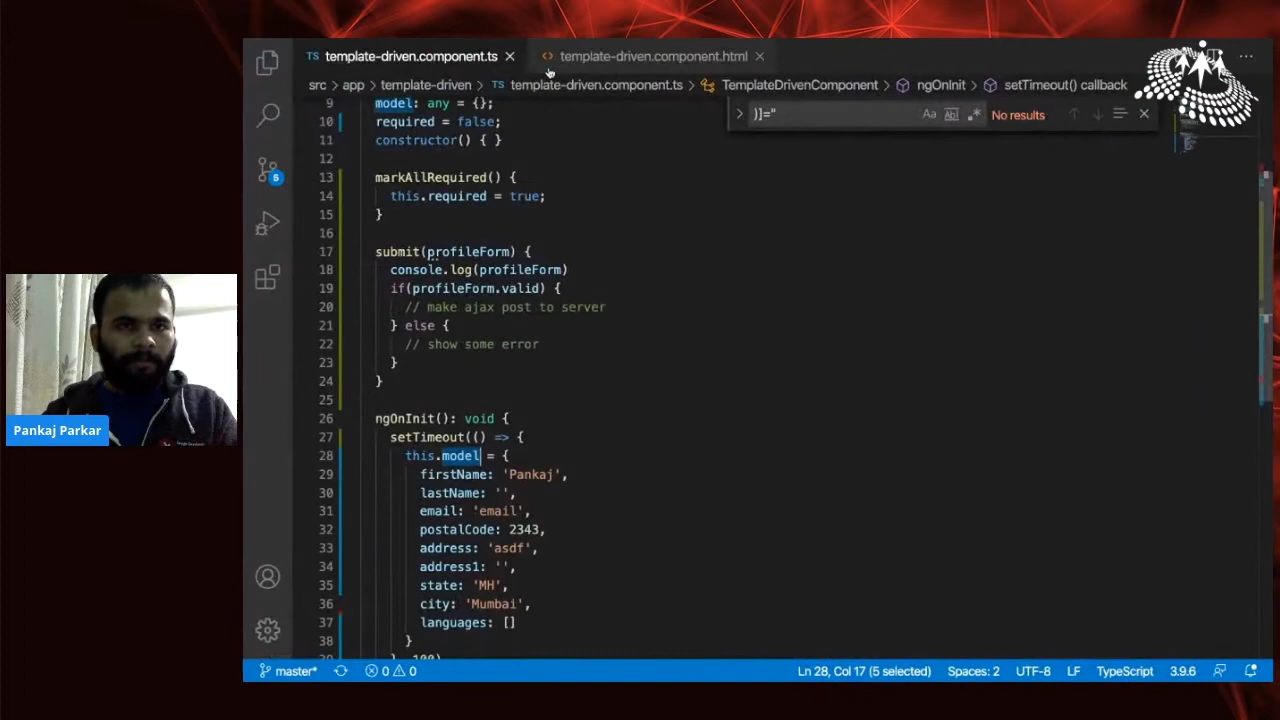 TS template-driven.component.ts
template-driven.component.html
src > app > template-driven > TS template-driven.component.ts > TemplateDrivenComponent > ngOnInit > setTimeout() callback
)]="
Aa
Abl
.*
No results
9 model: any = {};
10 required = false;
11 constructor() { }
12
13 markAllRequired() {
14 this.required = true;
15 }
16
17 submit(profileForm) {
18 console.log(profileForm)
19 if(profileForm.valid) {
20 // make ajax post to server
21 } else {
22 // show some error
23 }
24 }
25
26 ngOnInit(): void {
27 setTimeout(() => {
28 this.model = {
29 firstName: 'Pankaj',
30 lastName: '',
31 email: 'email',
32 postalCode: 2343,
33 address: 'asdf',
34 address1: '',
35 state: 'MH',
36 city: 'Mumbai',
37 languages: []
38 }
39 }, 100)
5
Pankaj Parkar
master*
0 0
Ln 28, Col 17 (5 selected)
Spaces: 2
UTF-8
LF
TypeScript
3.9.6